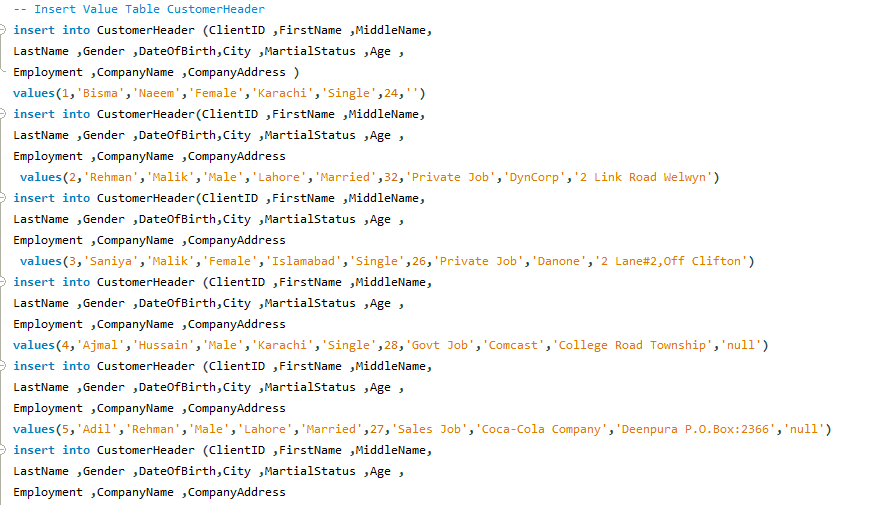 -- Insert Value Table CustomerHeader
insert into CustomerHeader (ClientID ,FirstName ,MiddleName,
LastName ,Gender ,DateOfBirth,City ,MartialStatus ,Age ,
Employment ,CompanyName ,CompanyAddress )
values(1,'Bisma','Naeem','Female','Karachi','Single',24,'')
insert into CustomerHeader(ClientID ,FirstName ,MiddleName,
LastName ,Gender ,DateOfBirth,City ,MartialStatus ,Age ,
Employment ,CompanyName ,CompanyAddress
values(2,'Rehman','Malik','Male','Lahore','Married',32,'Private Job','DynCorp','2 Link Road Welwyn')
insert into CustomerHeader(ClientID ,FirstName ,MiddleName,
LastName ,Gender ,DateOfBirth,City ,MartialStatus ,Age ,
Employment ,CompanyName ,CompanyAddress
values(3,'Saniya','Malik','Female','Islamabad','Single',26,'Private Job','Danone','2 Lane#2,Off Clifton')
insert into CustomerHeader (ClientID ,FirstName ,MiddleName,
LastName ,Gender ,DateOfBirth,City ,MartialStatus ,Age ,
Employment ,CompanyName ,CompanyAddress
values(4,'Ajmal','Hussain','Male','Karachi','Single',28,'Govt Job','Comcast','College Road Township','null')
insert into CustomerHeader (ClientID ,FirstName ,MiddleName,
LastName ,Gender ,DateOfBirth,City ,MartialStatus ,Age ,
Employment ,CompanyName ,CompanyAddress
values(5,'Adil','Rehman','Male','Lahore','Married',27,'Sales Job','Coca-Cola Company','Deenpura P.O.Box:2366','null')
insert into CustomerHeader (ClientID ,FirstName ,MiddleName,
LastName ,Gender ,DateOfBirth,City ,MartialStatus ,Age ,
Employment ,CompanyName ,CompanyAddress